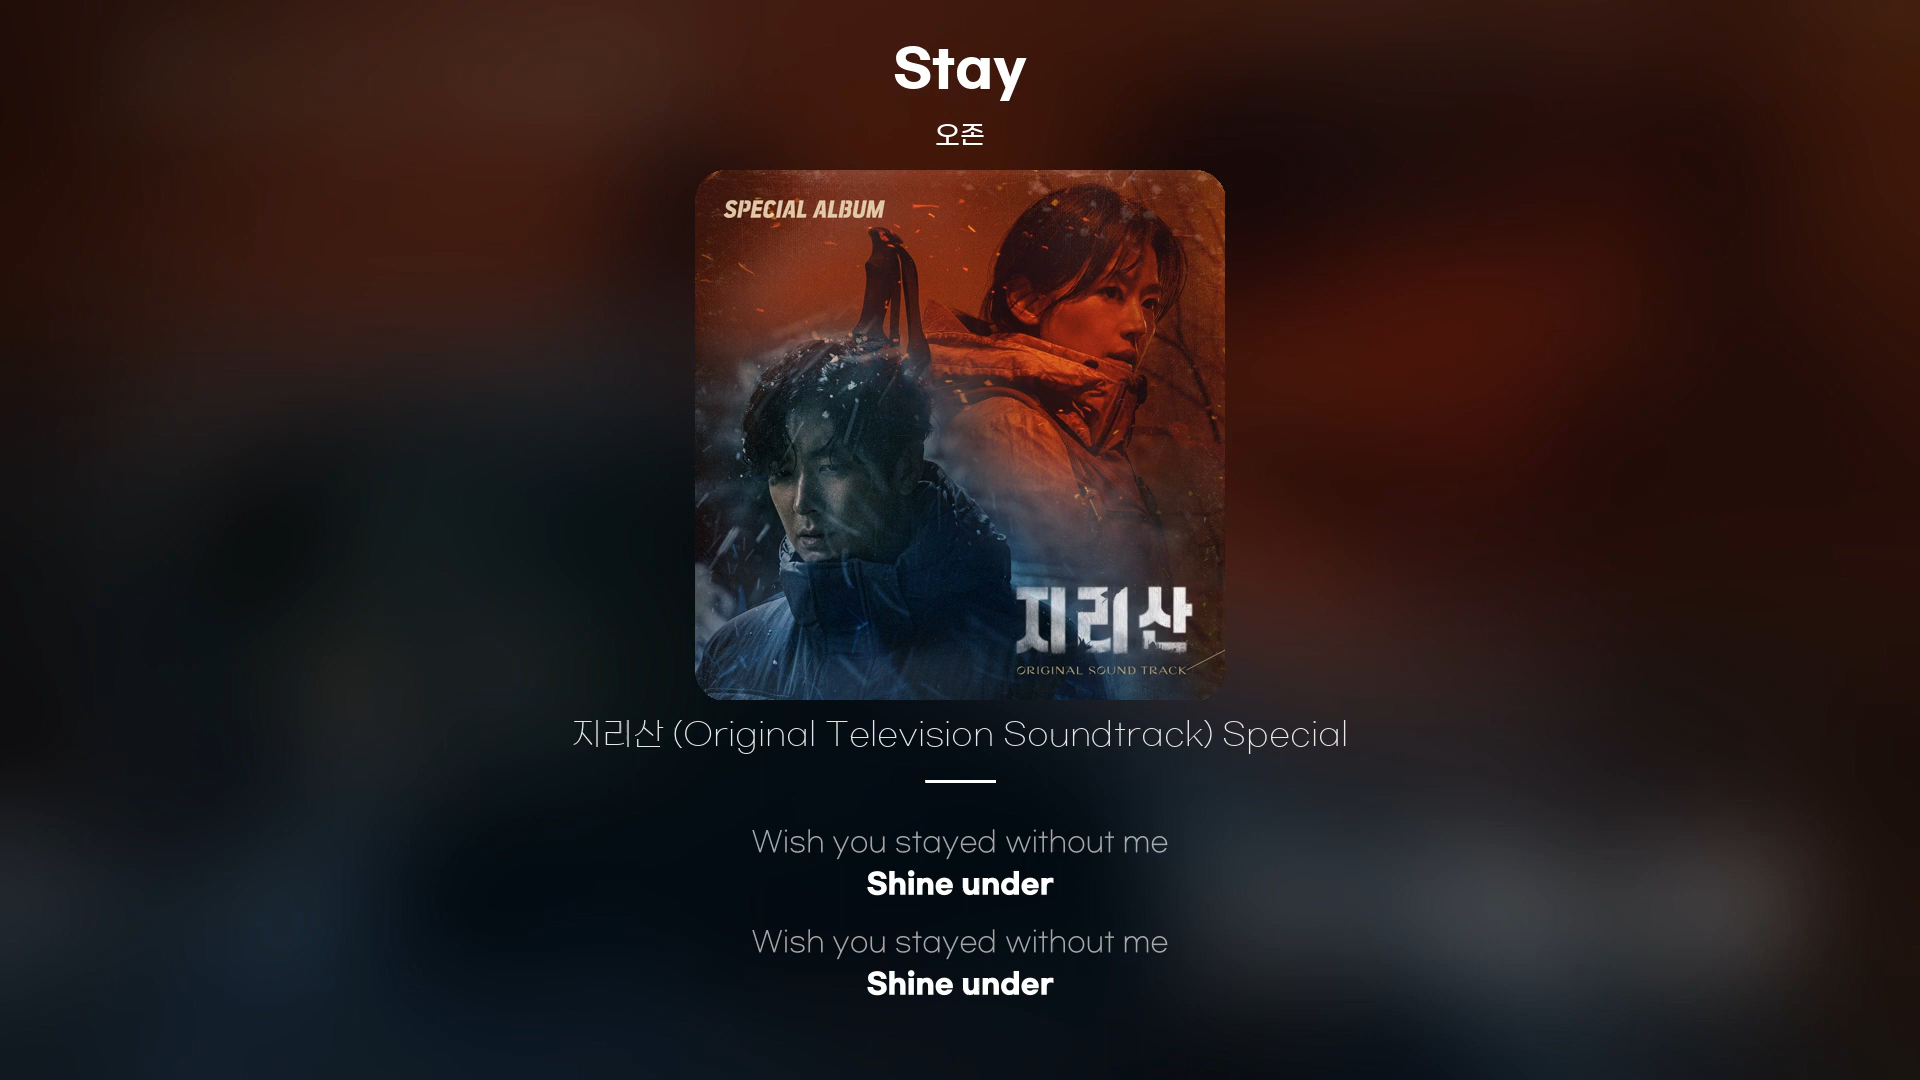 Stay
오존
SPECIAL ALBUM
지리산
ORIGINAL SOUND TRACK
지리산 (Original Television Soundtrack) Special
Wish you stayed without me
Shine under
Wish you stayed without me
Shine under